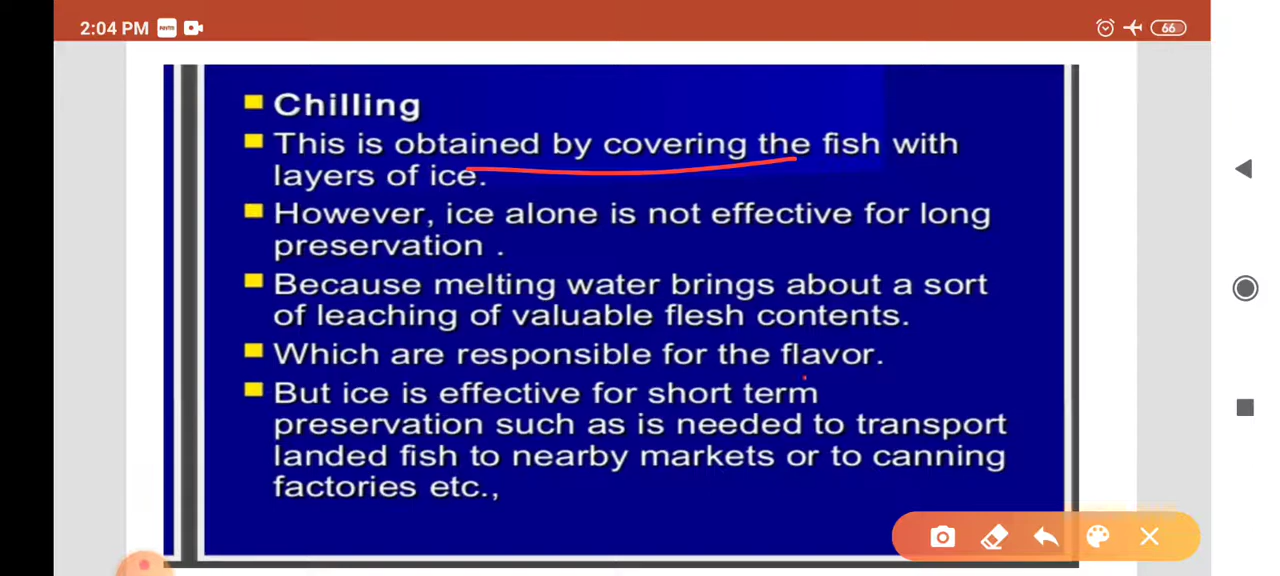 2:04 PM
66
Chilling
This is obtained by covering the fish with
layers of ice.
However, ice alone is not effective for long
preservation .
Because melting water brings about a sort
of leaching of valuable flesh contents.
Which are responsible for the flavor.
But ice is effective for short term
preservation such as is needed to transport
landed fish to nearby markets or to canning
factories etc.,